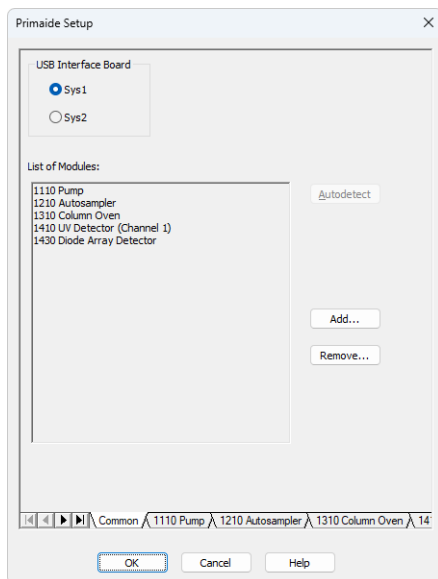 Primaide Setup
USB Interface Board
Sys1
Sys2
List of Modules:
1110 Pump
1210 Autosampler
1310 Column Oven
1410 UV Detector (Channel 1)
1430 Diode Array Detector
Autodetect
Add...
Remove...
Common 1110 Pump 1210 Autosampler 1310 Column Oven 14
OK Cancel Help